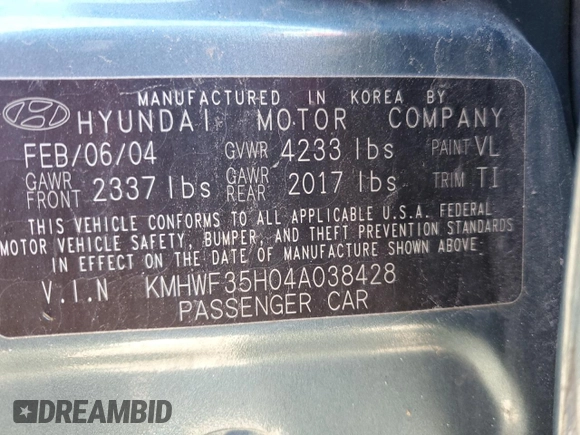 MANUFACTURED IN KOREA BY
HYUNDAI MOTOR COMPANY
FEB/06/04 GVWR 4233 lbs PAINT VL
GAWR FRONT 2337 lbs GAWR REAR 2017 lbs TRIM TI
THIS VEHICLE CONFORMS TO ALL APPLICABLE U.S.A. FEDERAL
MOTOR VEHICLE SAFETY, BUMPER, AND THEFT PREVENTION STANDARDS
IN EFFECT ON THE DATE OF MANUFACTURE SHOWN ABOVE.
V.I.N KMHWF35H04A038428
PASSENGER CAR
DREAMBID